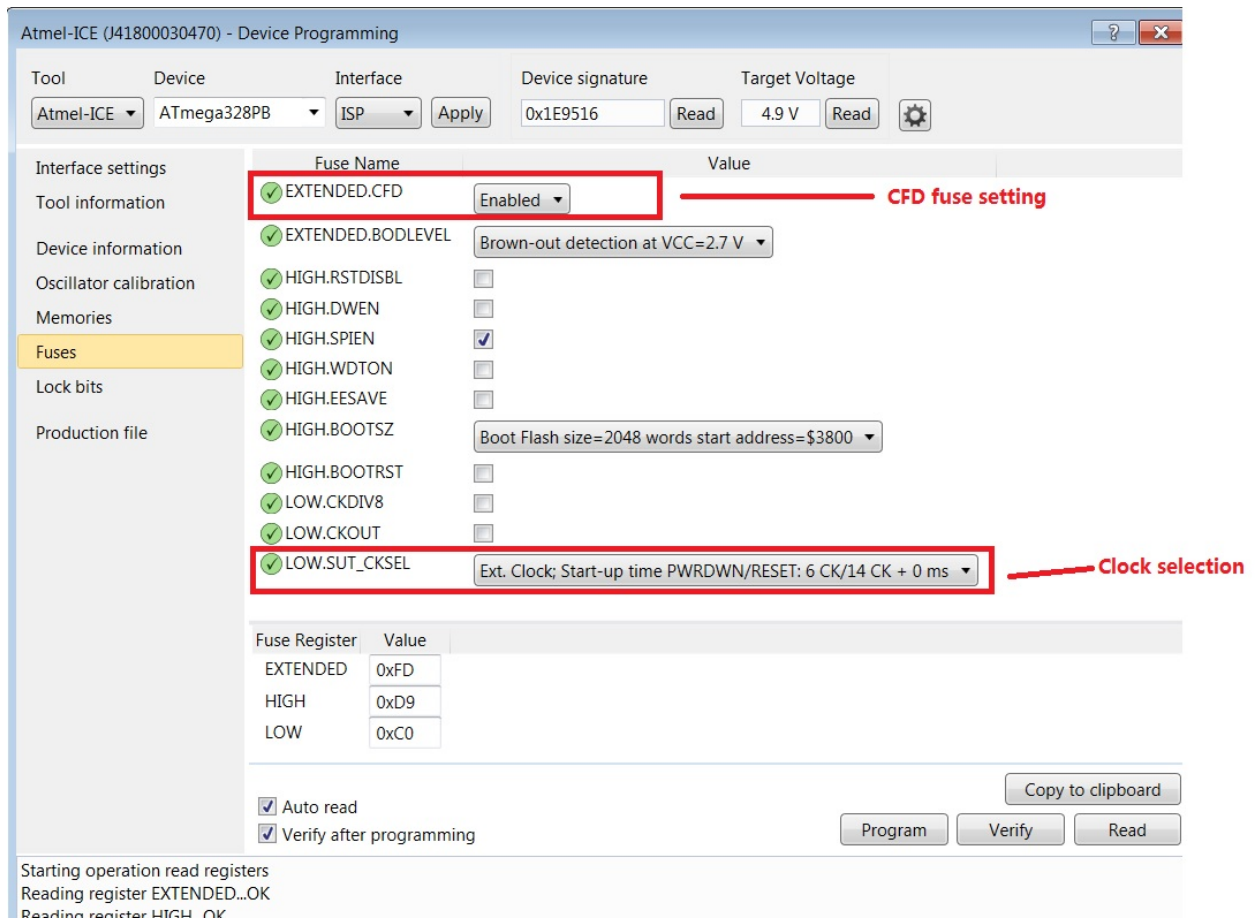 Atmel-ICE (J41800030470) - Device Programming
Tool Device Interface Device signature Target Voltage
Atmel-ICE ATmega328PB ISP Apply 0x1E9516 Read 4.9 V Read
Interface settings
Tool information
Device information
Oscillator calibration
Memories
Fuses
Lock bits
Production file
Fuse Name Value
EXTENDED.CFD Enabled CFD fuse setting
EXTENDED.BODLEVEL Brown-out detection at VCC=2.7 V
HIGH.RSTDISBL
HIGH.DWEN
HIGH.SPIEN
HIGH.WDTON
HIGH.EESAVE
HIGH.BOOTSZ Boot Flash size=2048 words start address=$3800
HIGH.BOOTRST
LOW.CKDIV8
LOW.CKOUT
LOW.SUT_CKSEL Ext. Clock; Start-up time PWRDWN/RESET: 6 CK/14 CK + 0 ms Clock selection
Fuse Register Value
EXTENDED 0xFD
HIGH 0xD9
LOW 0xC0
Copy to clipboard
Auto read
Verify after programming
Program Verify Read
Starting operation read registers
Reading register EXTENDED...OK
Reading register HIGH...OK